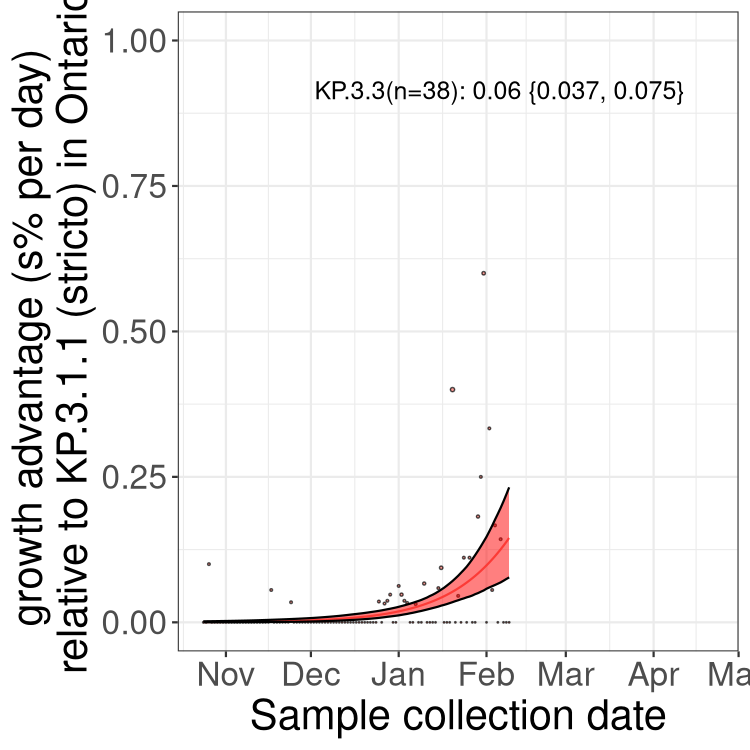 growth advantage (s% per day)
relative to KP.3.1.1 (stricto) in Ontario
1.00
0.75
0.50
0.25
0.00
KP.3.3(n=38): 0.06 {0.037, 0.075}
Nov Dec Jan Feb Mar Apr Ma
Sample collection date